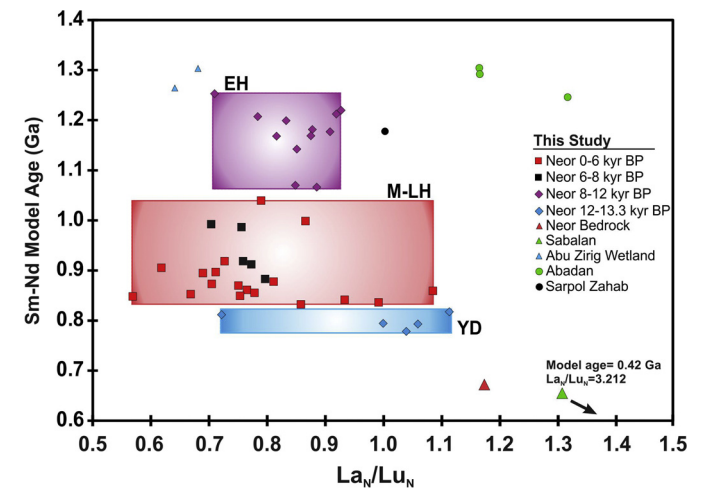 Sm-Nd Model Age (Ga)
1.4
1.3
1.2
1.1
1.0
0.9
0.8
0.7
0.6
EH
M-LH
YD
This Study
Neor 0-6 kyr BP
Neor 6-8 kyr BP
Neor 8-12 kyr BP
Neor 12-13.3 kyr BP
Neor Bedrock
Sabalan
Abu Zirig Wetland
Abadan
Sarpol Zahab
Model age= 0.42 Ga
LaN/LuN=3.212
0.5 0.6 0.7 0.8 0.9 1.0 1.1 1.2 1.3 1.4 1.5
LaN/LuN